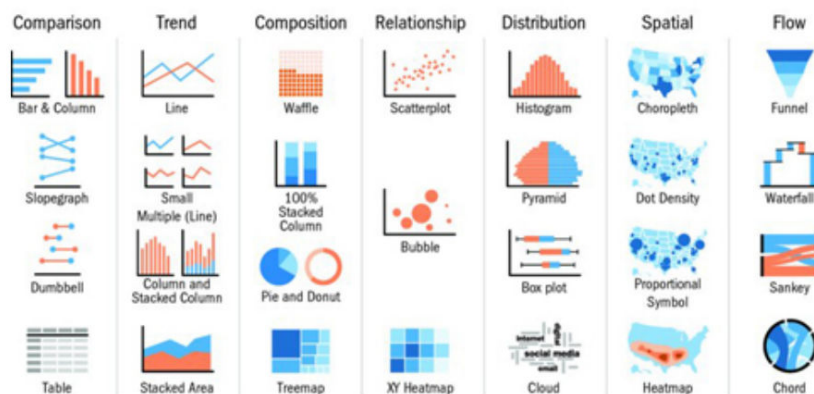 Comparison
Trend
Composition
Relationship
Distribution
Spatial
Flow
Bar & Column
Line
Waffle
Scatterplot
Histogram
Choropleth
Funnel
Slopegraph
Small
Multiple (Line)
100%
Stacked
Column
Bubble
Pyramid
Dot Density
Waterfall
Dumbbell
Column and
Stacked Column
Pie and Donut
Box plot
Proportional
Symbol
Sankey
Table
Stacked Area
Treemap
XY Heatmap
internet
social media
email
Cloud
Heatmap
Chord